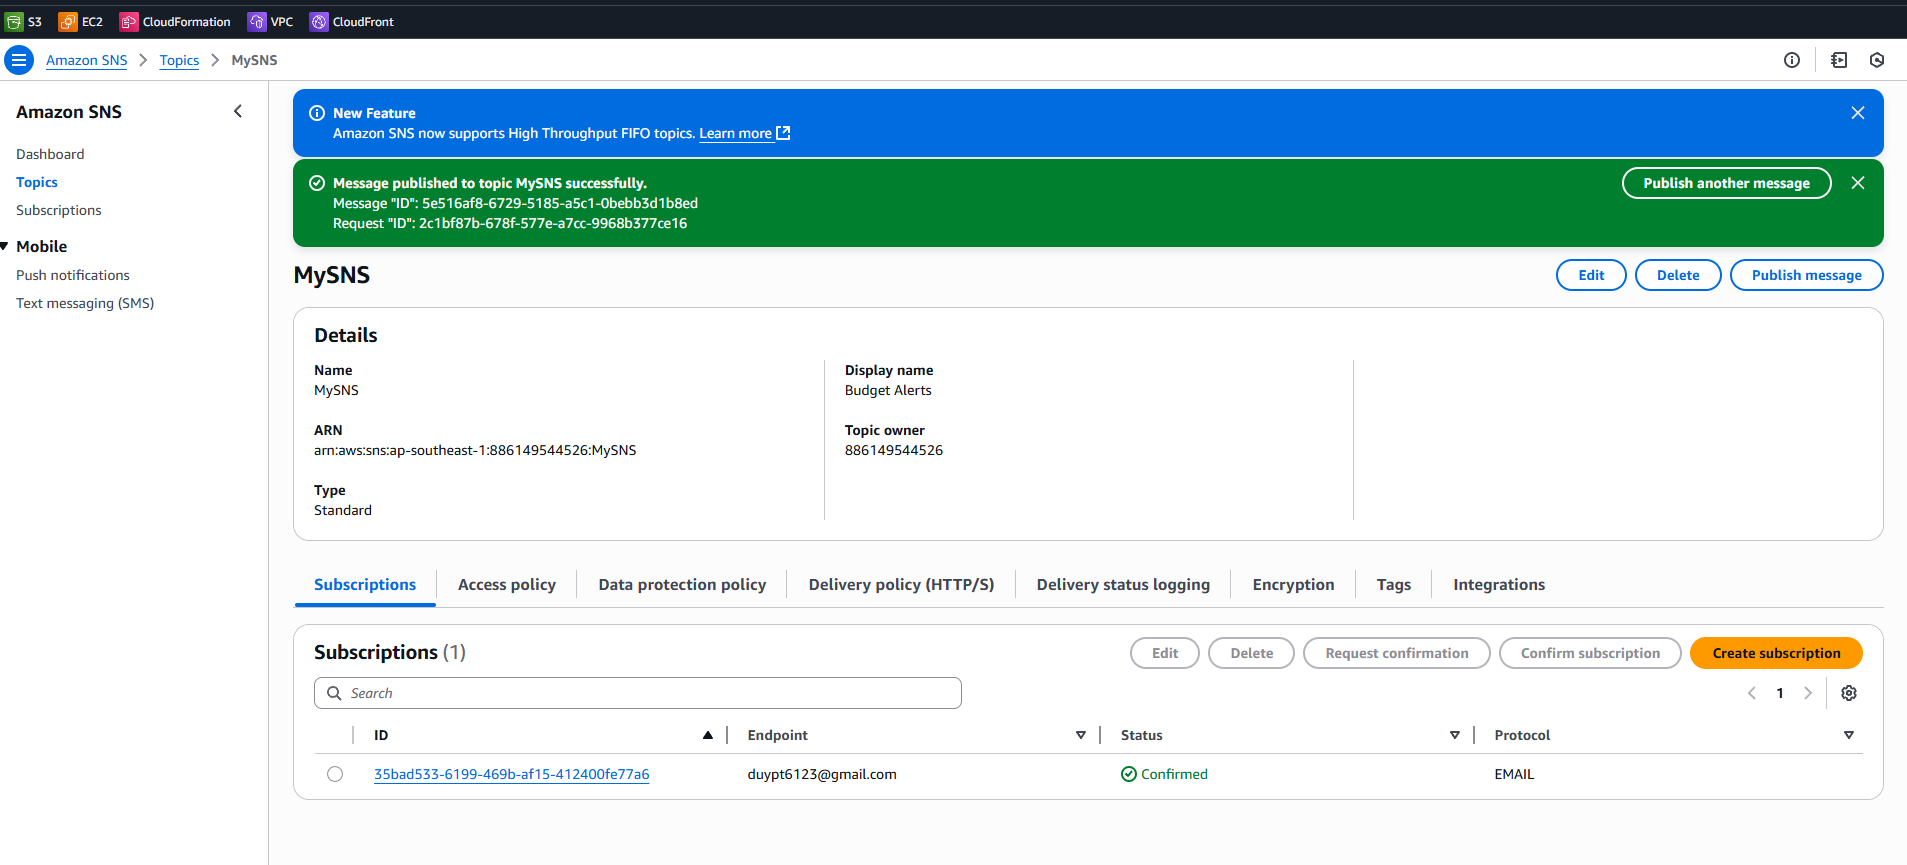 S3 EC2 CloudFormation VPC CloudFront
Amazon SNS Topics MySNS
Amazon SNS
Dashboard
Topics
Subscriptions
Mobile
Push notifications
Text messaging (SMS)
New Feature
Amazon SNS now supports High Throughput FIFO topics. Learn more
Message published to topic MySNS successfully.
Message "ID": 5e516af8-6729-5185-a5c1-0bebb3d1b8ed
Request "ID": 2c1bf87b-678f-577e-a7cc-9968b377ce16
Publish another message
MySNS
Edit Delete Publish message
Details
Name
MySNS
ARN
arn:aws:sns:ap-southeast-1:886149544526:MySNS
Type
Standard
Display name
Budget Alerts
Topic owner
886149544526
Subscriptions Access policy Data protection policy Delivery policy (HTTP/S) Delivery status logging Encryption Tags Integrations
Subscriptions (1)
Edit Delete Request confirmation Confirm subscription Create subscription
Search
1
ID Endpoint Status Protocol
35bad533-6199-469b-af15-412400fe77a6 duypt6123@gmail.com Confirmed EMAIL